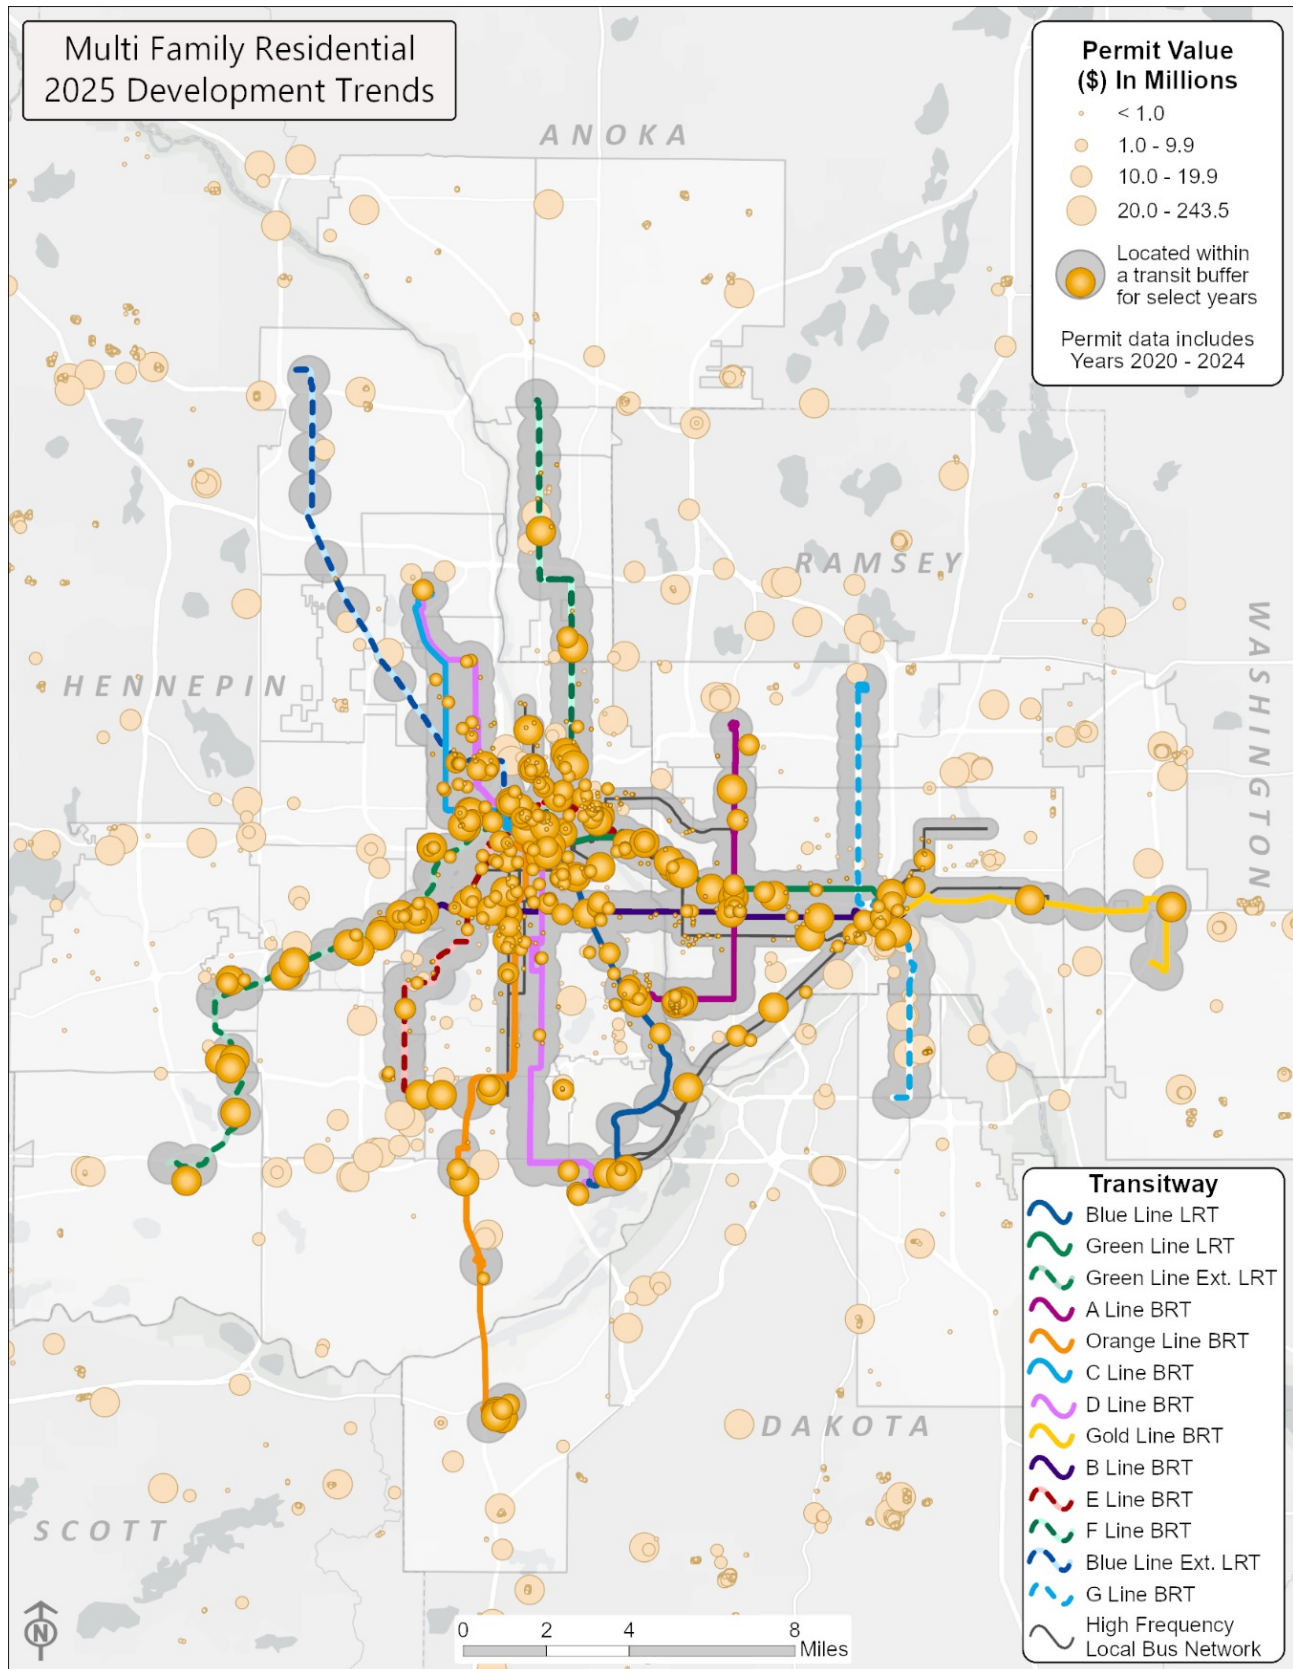 Multi Family Residential
2025 Development Trends
Permit Value
($) In Millions
< 1.0
1.0 - 9.9
10.0 - 19.9
20.0 - 243.5
Located within
a transit buffer
for select years
Permit data includes
Years 2020 - 2024
ANOKA
RAMSEY
WASHINGTON
HENNEPIN
DAKOTA
SCOTT
Transitway
Blue Line LRT
Green Line LRT
Green Line Ext. LRT
A Line BRT
Orange Line BRT
C Line BRT
D Line BRT
Gold Line BRT
B Line BRT
E Line BRT
F Line BRT
Blue Line Ext. LRT
G Line BRT
High Frequency
Local Bus Network
N
0 2 4 8
Miles